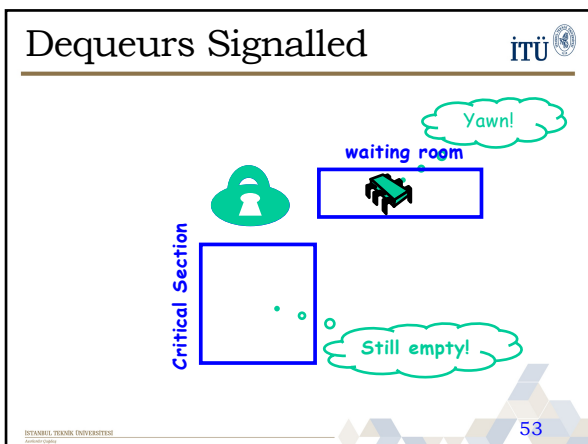 Dequeurs Signalled
İTÜ
Yawn!
waiting room
Critical Section
Still empty!
İSTANBUL TEKNİK ÜNİVERSİTESİ
53